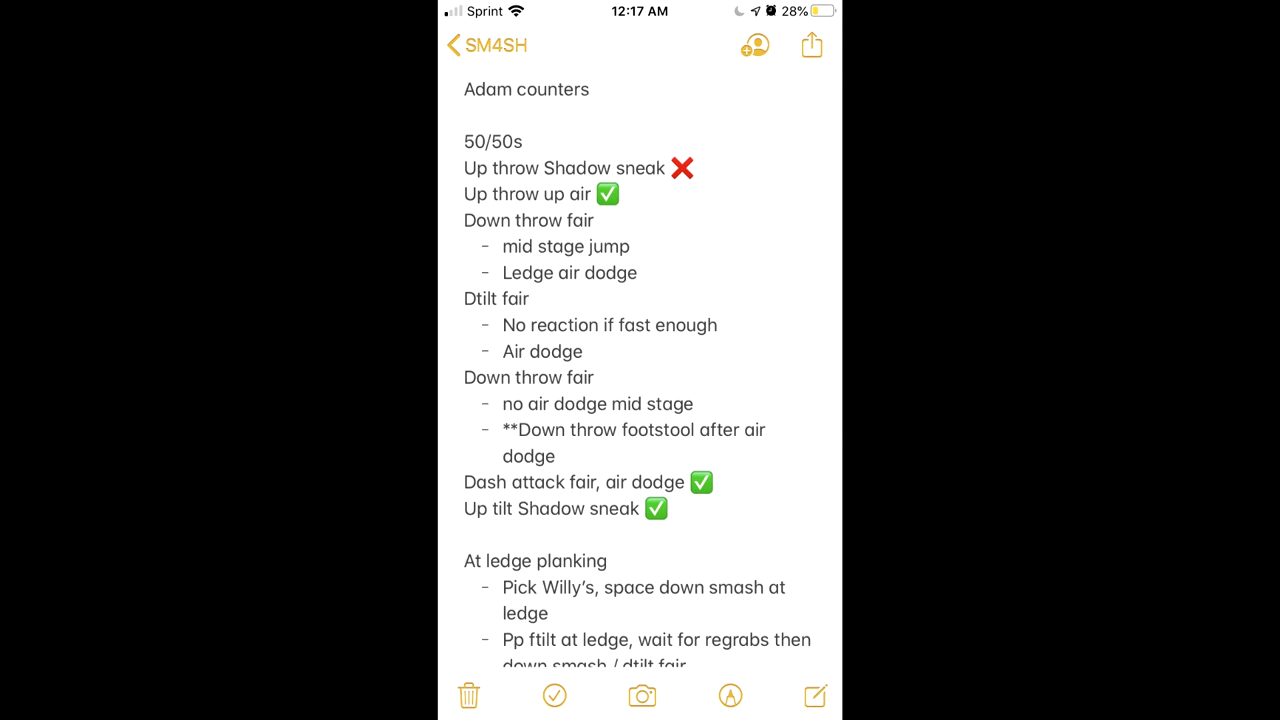 Sprint 12:17 AM 28%
SM4SH
Adam counters
50/50s
Up throw Shadow sneak ❌
Up throw up air ✅
Down throw fair
- mid stage jump
- Ledge air dodge
Dtilt fair
- No reaction if fast enough
- Air dodge
Down throw fair
- no air dodge mid stage
- **Down throw footstool after air
dodge
Dash attack fair, air dodge ✅
Up tilt Shadow sneak ✅
At ledge planking
- Pick Willy's, space down smash at
ledge
- Pp ftilt at ledge, wait for regrabs then
down smash / dtilt fair